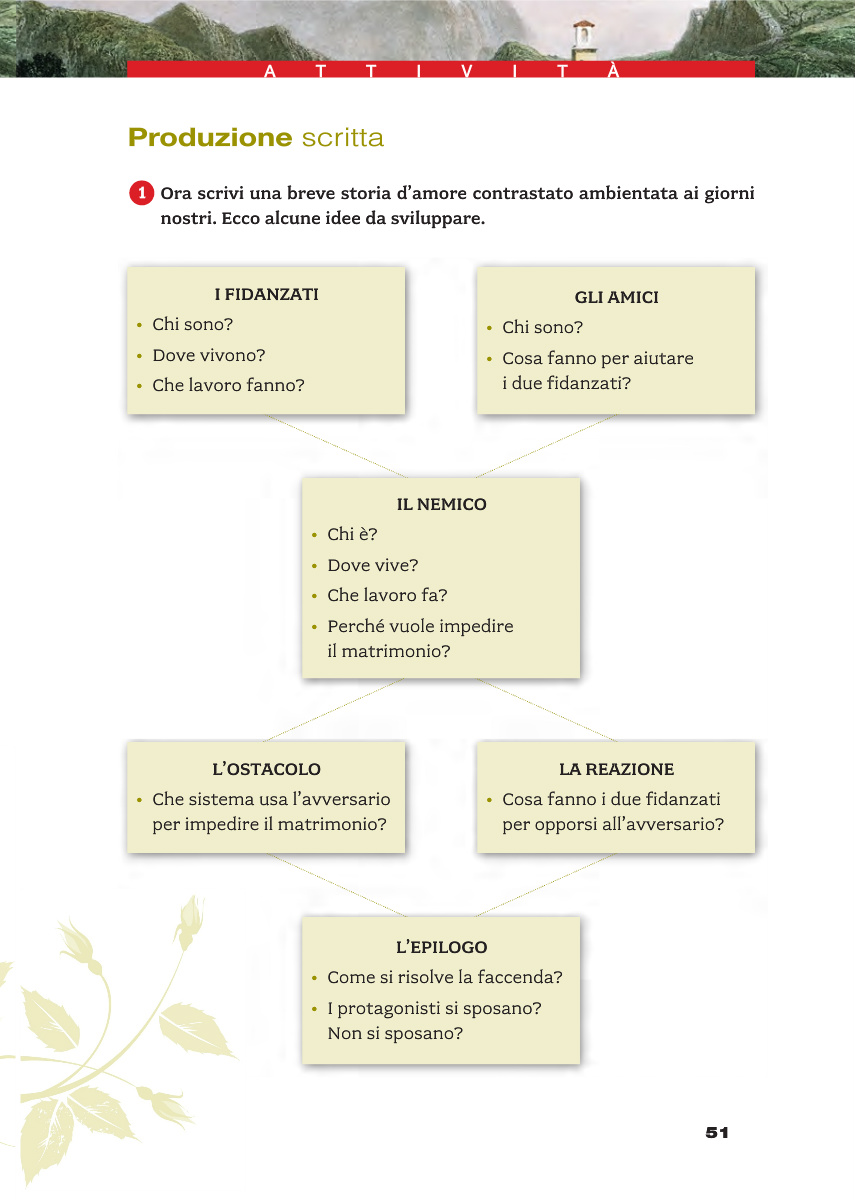 ATTIVITÀ
Produzione scritta
1 Ora scrivi una breve storia d’amore contrastato ambientata ai giorni
nostri. Ecco alcune idee da sviluppare.
I FIDANZATI
• Chi sono?
• Dove vivono?
• Che lavoro fanno?
GLI AMICI
• Chi sono?
• Cosa fanno per aiutare
i due fidanzati?
IL NEMICO
• Chi è?
• Dove vive?
• Che lavoro fa?
• Perché vuole impedire
il matrimonio?
L’OSTACOLO
• Che sistema usa l’avversario
per impedire il matrimonio?
LA REAZIONE
• Cosa fanno i due fidanzati
per opporsi all’avversario?
L’EPILOGO
• Come si risolve la faccenda?
• I protagonisti si sposano?
Non si sposano?
51